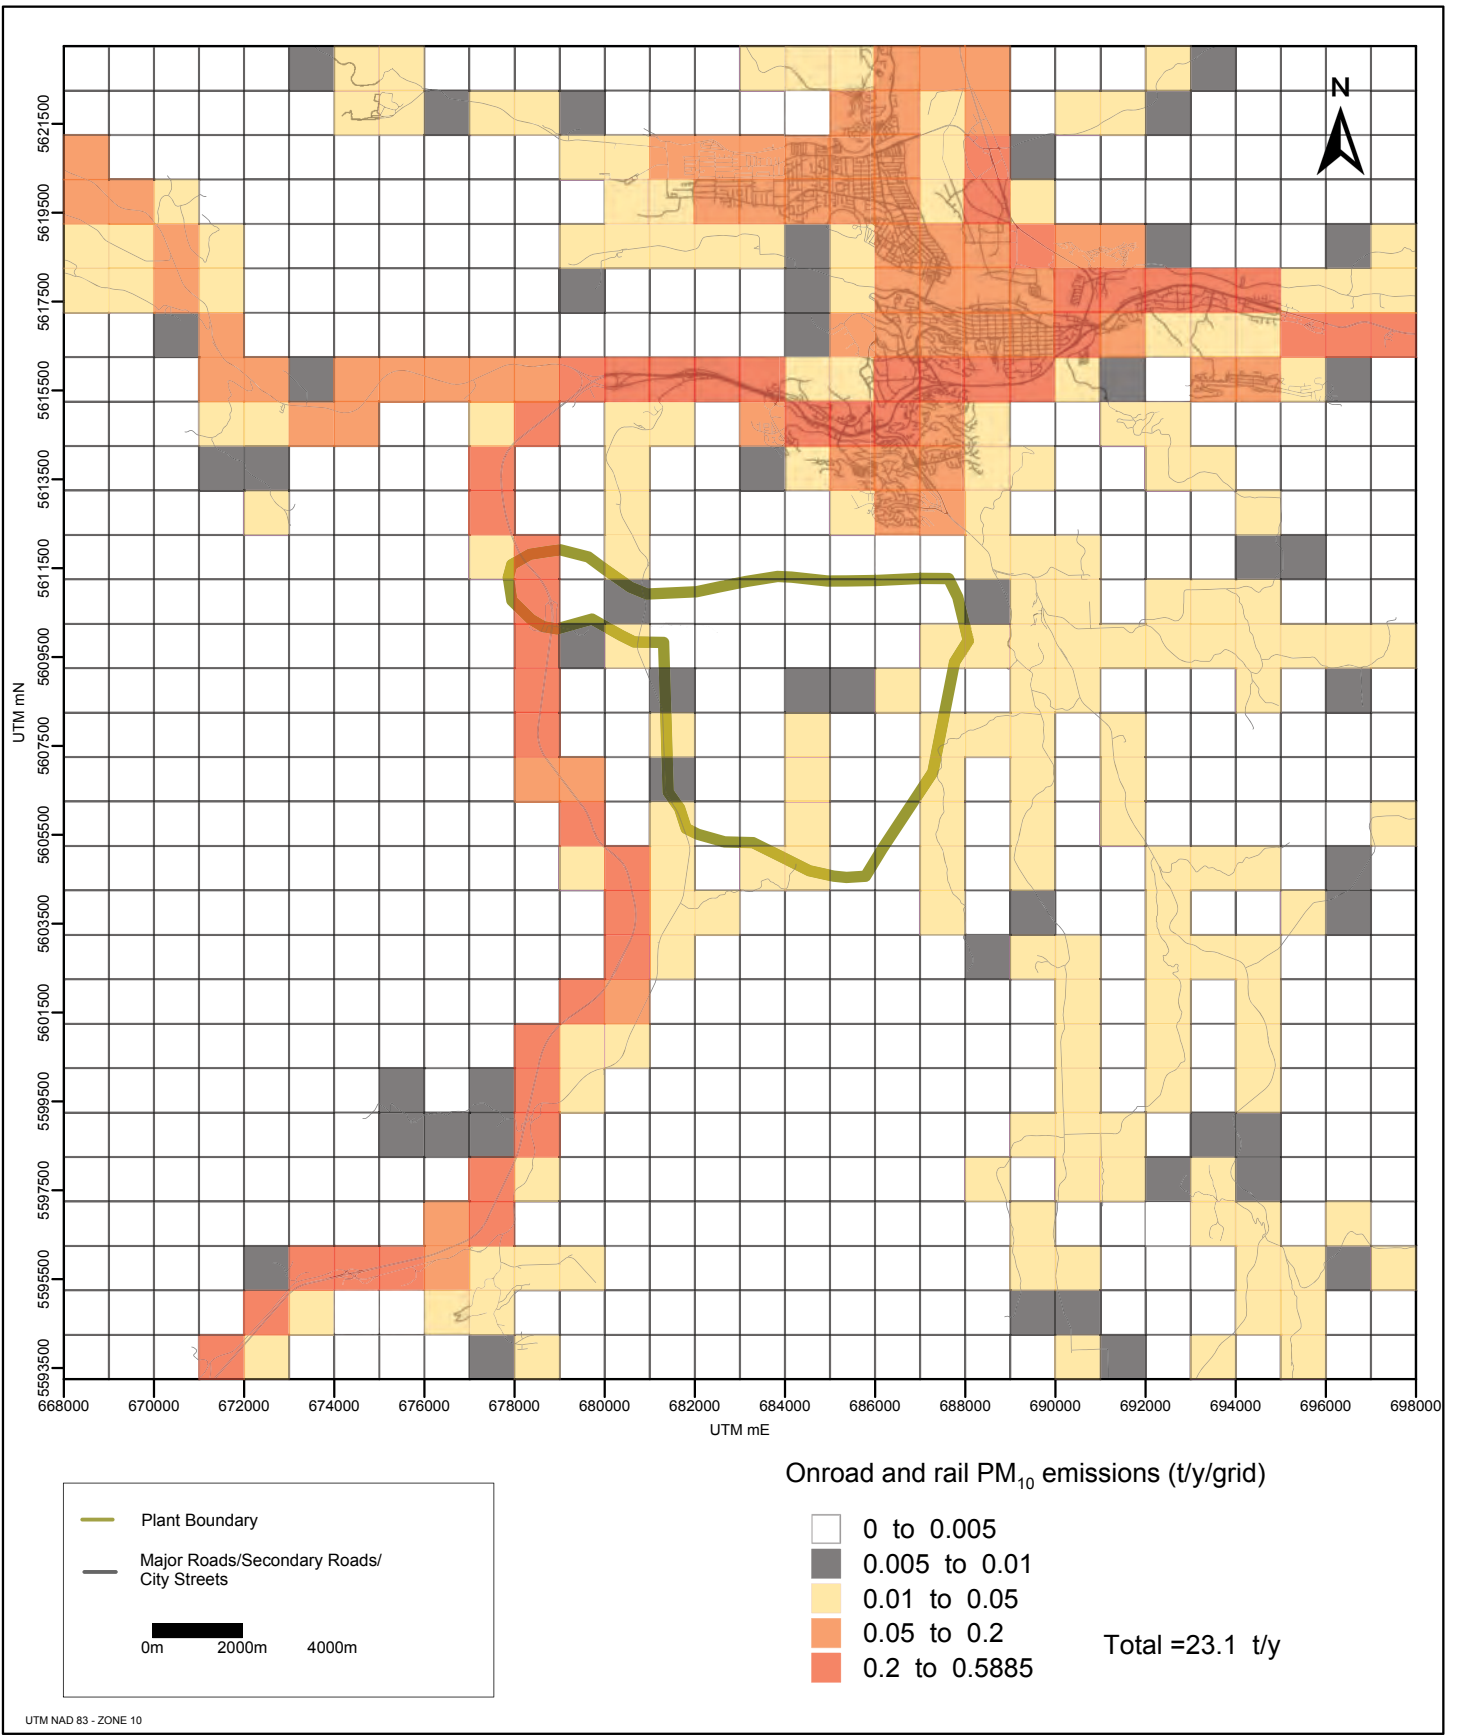 N
5621500
5619500
5617500
5615500
5613500
5611500
5609500
5607500
5605500
5603500
5601500
5599500
5597500
5595500
5593500
UTM mN
668000 670000 672000 674000 676000 678000 680000 682000 684000 686000 688000 690000 692000 694000 696000 698000
UTM mE
Plant Boundary
Major Roads/Secondary Roads/
City Streets
0m 2000m 4000m
Onroad and rail PM10 emissions (t/y/grid)
0 to 0.005
0.005 to 0.01
0.01 to 0.05
0.05 to 0.2
0.2 to 0.5885
Total =23.1 t/y
UTM NAD 83 - ZONE 10